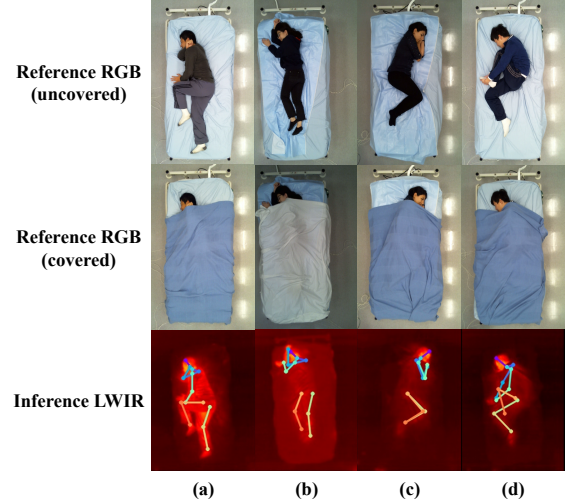 Reference RGB
(uncovered)
Reference RGB
(covered)
Inference LWIR
(a) (b) (c) (d)